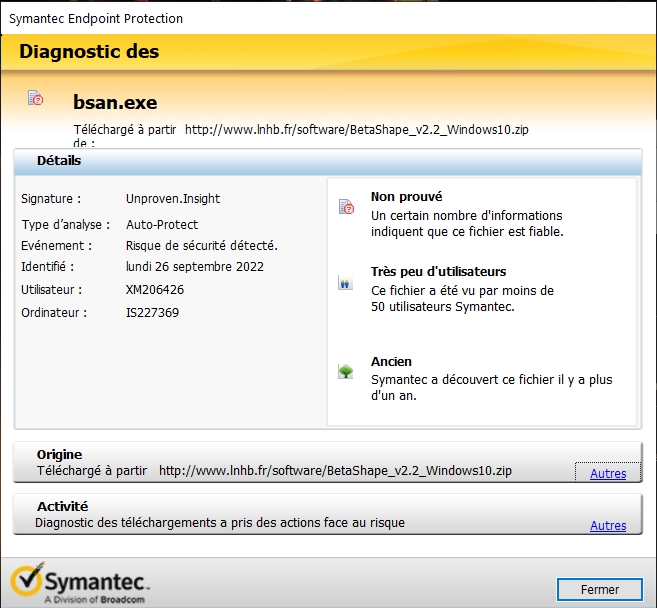 Symantec Endpoint Protection
Diagnostic des
bsan.exe
Téléchargé à partir de : http://www.lnhb.fr/software/BetaShape_v2.2_Windows10.zip
Détails
Signature : Unproven.Insight
Type d'analyse : Auto-Protect
Evénement : Risque de sécurité détecté.
Identifié : lundi 26 septembre 2022
Utilisateur : XM206426
Ordinateur : IS227369
Non prouvé
Un certain nombre d'informations
indiquent que ce fichier est fiable.
Très peu d'utilisateurs
Ce fichier a été vu par moins de
50 utilisateurs Symantec.
Ancien
Symantec a découvert ce fichier il y a plus
d'un an.
Origine
Téléchargé à partir http://www.lnhb.fr/software/BetaShape_v2.2_Windows10.zip
Autres
Activité
Diagnostic des téléchargements a pris des actions face au risque
Autres
Symantec.
A Division of Broadcom
Fermer